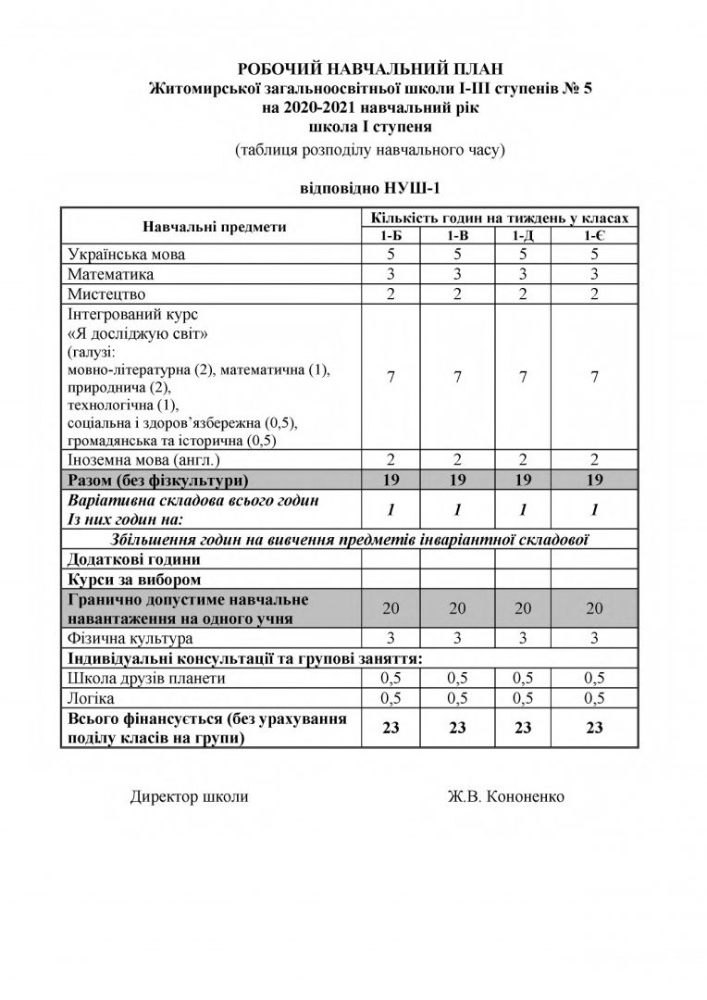 РОБОЧИЙ НАВЧАЛЬНИЙ ПЛАН
Житомирської загальноосвітньої школи І-ІІІ ступенів № 5
на 2020-2021 навчальний рік
школа І ступеня
(таблиця розподілу навчального часу)
відповідно НУШ-1
Навчальні предмети Кількість годин на тиждень у класах
1-Б 1-В 1-Д 1-Є
Українська мова 5 5 5 5
Математика 3 3 3 3
Мистецтво 2 2 2 2
Інтегрований курс
«Я досліджую світ»
(галузі:
мовно-літературна (2), математична (1),
природнича (2),
технологічна (1),
соціальна і здоров’язбережна (0,5),
громадянська та історична (0,5) 7 7 7 7
Іноземна мова (англ.) 2 2 2 2
Разом (без фізкультури) 19 19 19 19
Варіативна складова всього годин
Із них годин на: 1 1 1 1
Збільшення годин на вивчення предметів інваріантної складової
Додаткові години
Курси за вибором
Гранично допустиме навчальне
навантаження на одного учня 20 20 20 20
Фізична культура 3 3 3 3
Індивідуальні консультації та групові заняття:
Школа друзів планети 0,5 0,5 0,5 0,5
Логіка 0,5 0,5 0,5 0,5
Всього фінансується (без урахування
поділу класів на групи) 23 23 23 23
Директор школи Ж.В. Кононенко